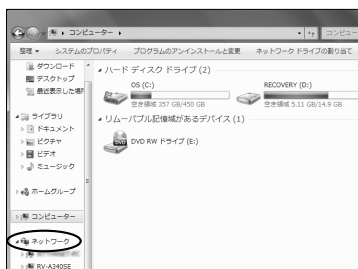 コンピューター
コンピュー
整理 システムのプロパティ プログラムのアンインストールと変更 ネットワーク ドライブの割り当て
ダウンロード
デスクトップ
最近表示した場所
ライブラリ
ドキュメント
ピクチャ
ビデオ
ミュージック
ホームグループ
コンピューター
ネットワーク
RV-A340SE
ハード ディスク ドライブ (2)
OS (C:)
空き領域 357 GB/450 GB
RECOVERY (D:)
空き領域 5.11 GB/14.9 GB
リムーバブル記憶域があるデバイス (1)
DVD RW ドライブ (E:)